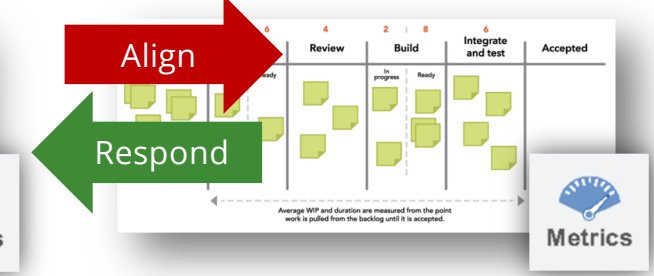 Align
Respond
6 4 2 8 6
Review
Build
Integrate
and test
Accepted
Ready
In
progress
Ready
Average WIP and duration are measured from the point
work is pulled from the backlog until it is accepted.
Metrics
s